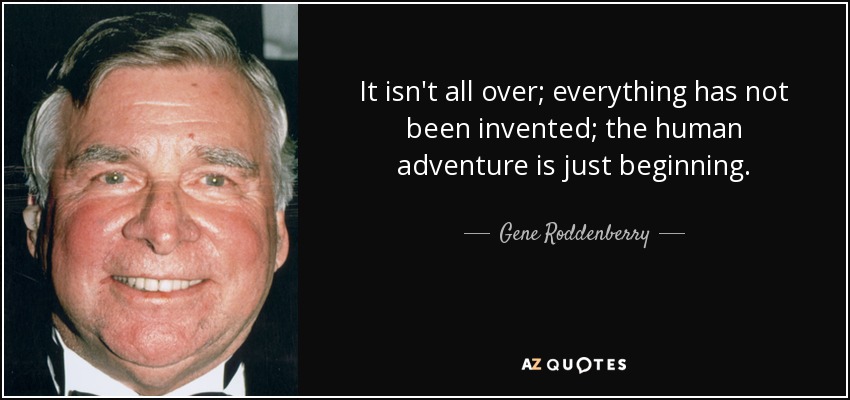 It isn't all over; everything has not
been invented; the human
adventure is just beginning.
Gene Roddenberry
AZ QUOTES